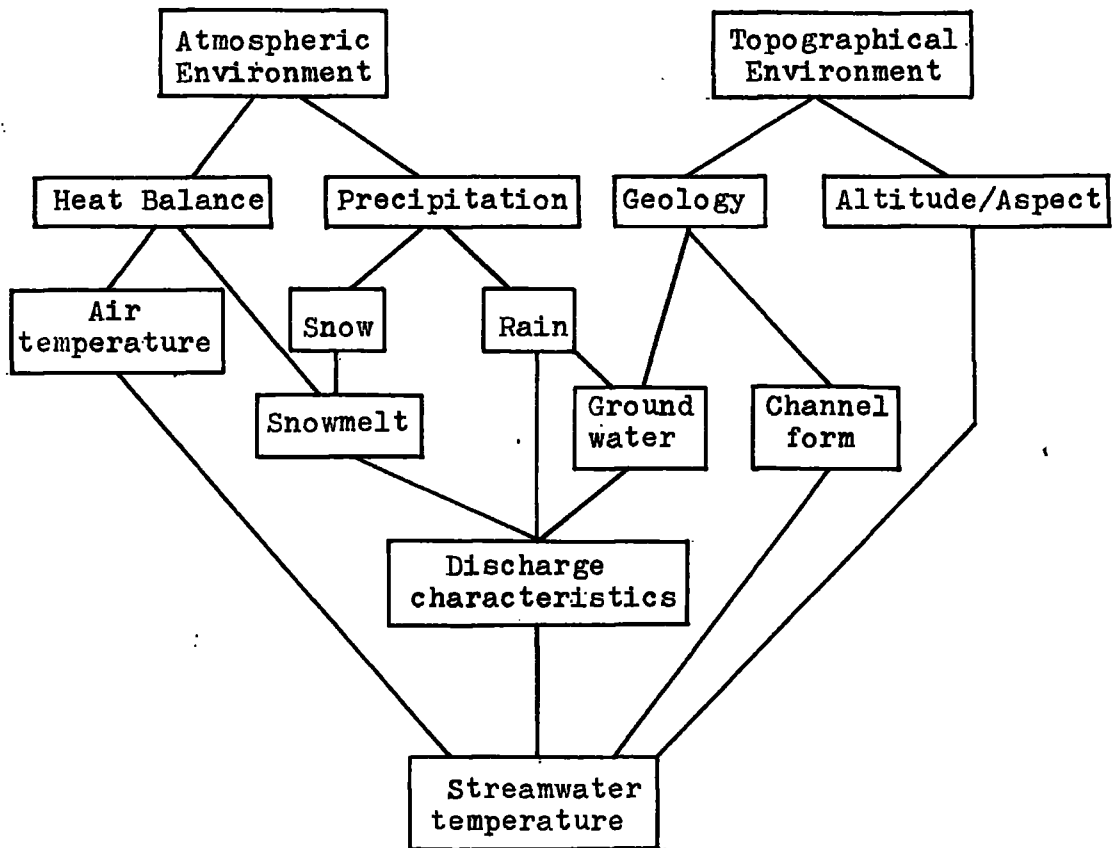 Atmospheric
Environment
Topographical
Environment
Heat Balance
Precipitation
Geology
Altitude/Aspect
Air
temperature
Snow
Rain
Snowmelt
Ground
water
Channel
form
Discharge
characteristics
Streamwater
temperature